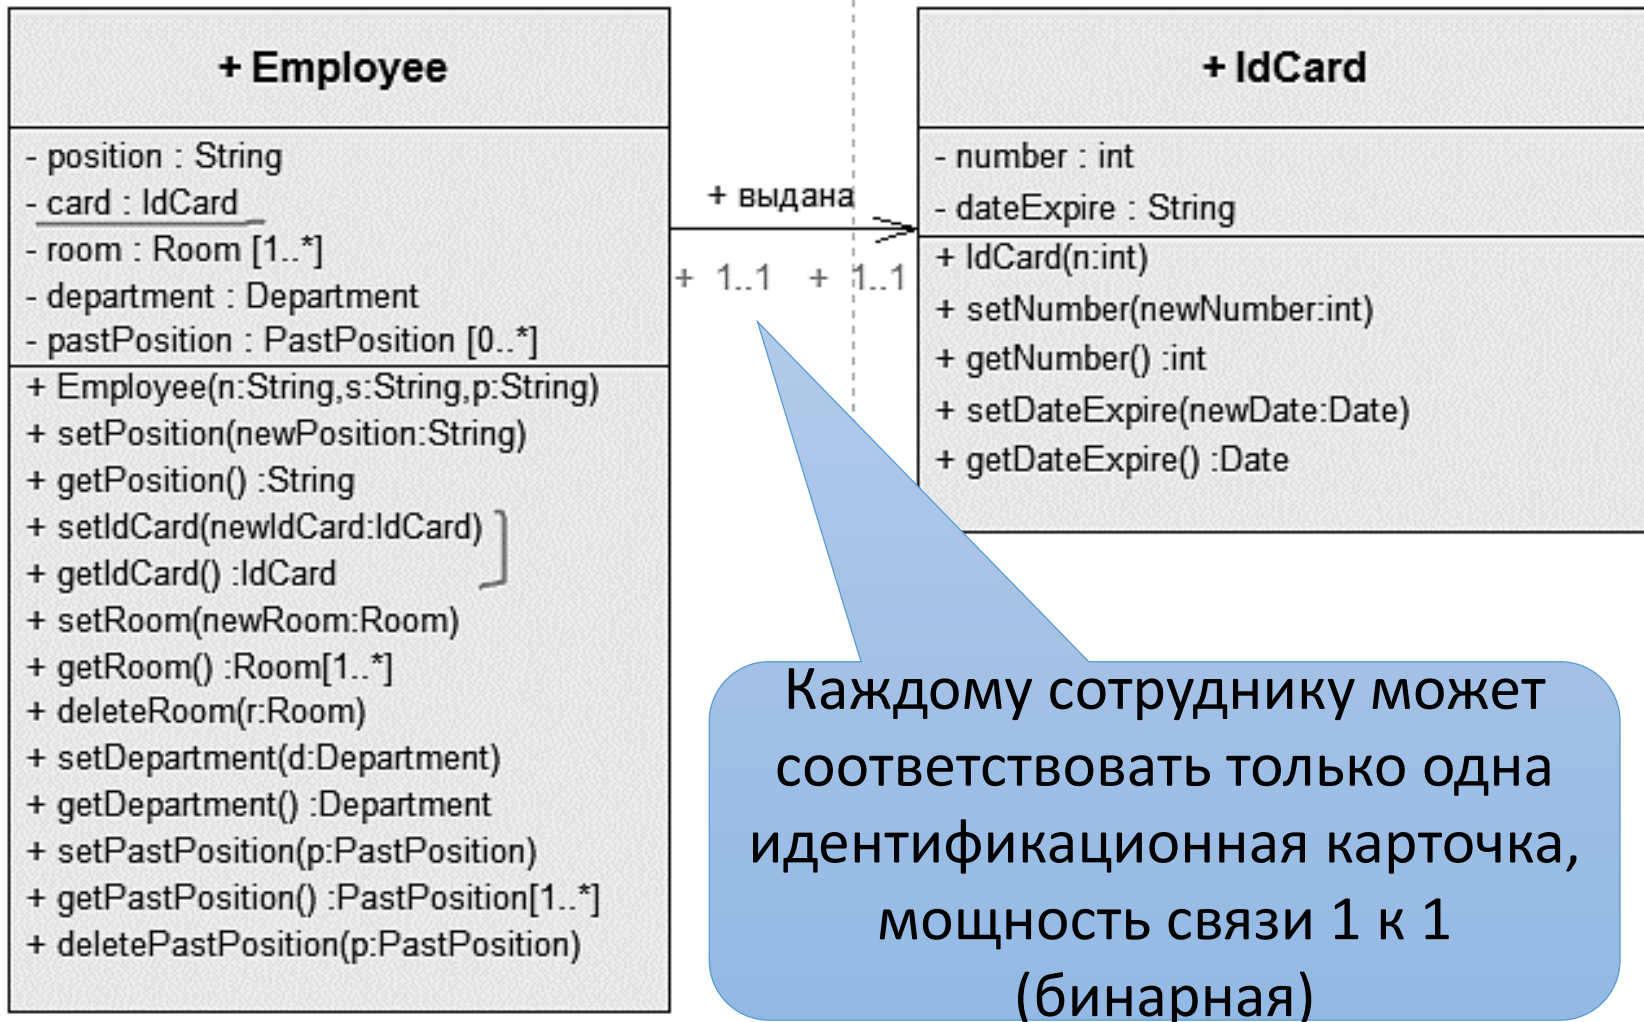 + Employee
- position : String
- card : IdCard
- room : Room [1..*]
- department : Department
- pastPosition : PastPosition [0..*]
+ Employee(n:String,s:String,p:String)
+ setPosition(newPosition:String)
+ getPosition() :String
+ setIdCard(newIdCard:IdCard)
+ getIdCard() :IdCard
+ setRoom(newRoom:Room)
+ getRoom() :Room[1..*]
+ deleteRoom(r:Room)
+ setDepartment(d:Department)
+ getDepartment() :Department
+ setPastPosition(p:PastPosition)
+ getPastPosition() :PastPosition[1..*]
+ deletePastPosition(p:PastPosition)
+ выдана
+ 1..1 + 1..1
+ IdCard
- number : int
- dateExpire : String
+ IdCard(n:int)
+ setNumber(newNumber:int)
+ getNumber() :int
+ setDateExpire(newDate:Date)
+ getDateExpire() :Date
Каждому сотруднику может
соответствовать только одна
идентификационная карточка,
мощность связи 1 к 1
(бинарная)